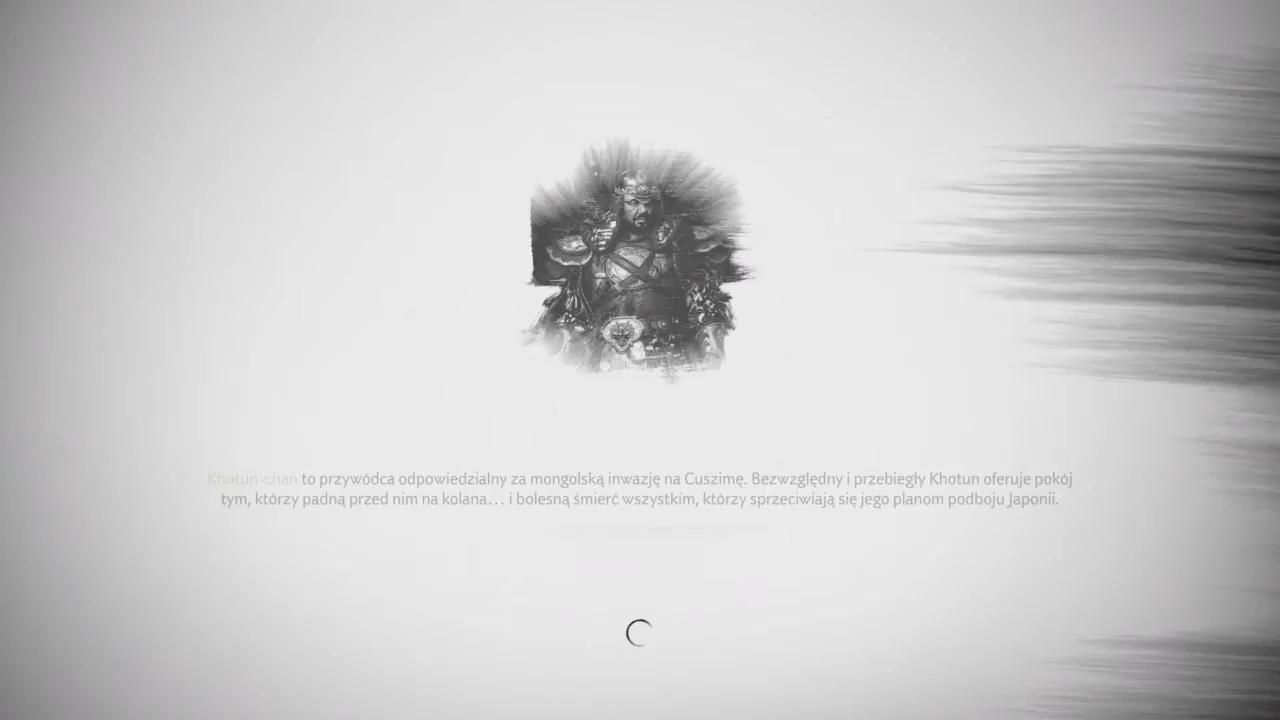 Khotun-chan to przywódca odpowiedzialny za mongolską inwazję na Cuszimę. Bezwzględny i przebiegły Khotun oferuje pokój
tym, którzy padną przed nim na kolana... i bolesną śmierć wszystkim, którzy sprzeciwiają się jego planom podboju Japonii.